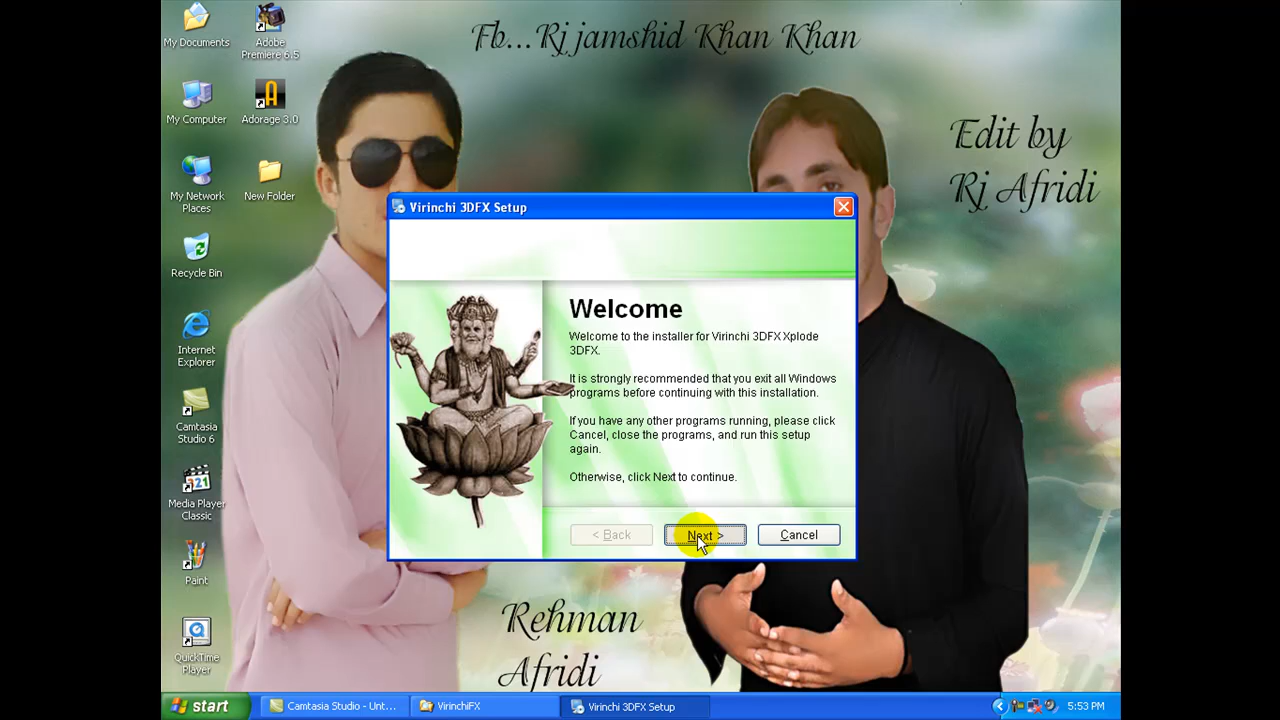 Fb...Rj jamshid Khan Khan
Edit by
Rj Afridi
My Documents
Adobe
Premiere 6.5
My Computer
Adorage 3.0
My Network
Places
New Folder
Recycle Bin
Internet
Explorer
Camtasia
Studio 6
Media Player
Classic
Paint
QuickTime
Player
Virinchi 3DFX Setup
Welcome
Welcome to the installer for Virinchi 3DFX Xplode
3DFX.
It is strongly recommended that you exit all Windows
programs before continuing with this installation.
If you have any other programs running, please click
Cancel, close the programs, and run this setup
again.
Otherwise, click Next to continue.
< Back
Next >
Cancel
Rehman
Afridi
start
Camtasia Studio - Unt...
VirinchiFX
Virinchi 3DFX Setup
5:53 PM